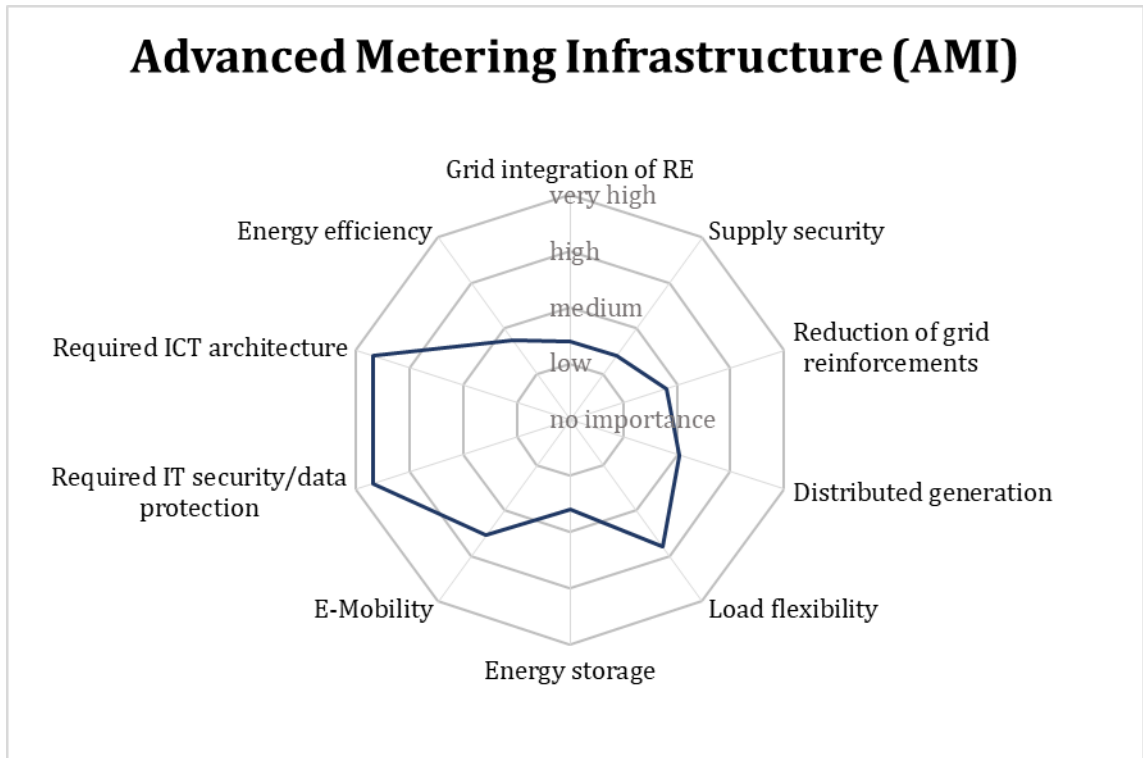 Advanced Metering Infrastructure (AMI)
Grid integration of RE
very high
Energy efficiency
Supply security
high
medium
Required ICT architecture
Reduction of grid
reinforcements
low
no importance
Required IT security/data
protection
Distributed generation
E-Mobility
Load flexibility
Energy storage